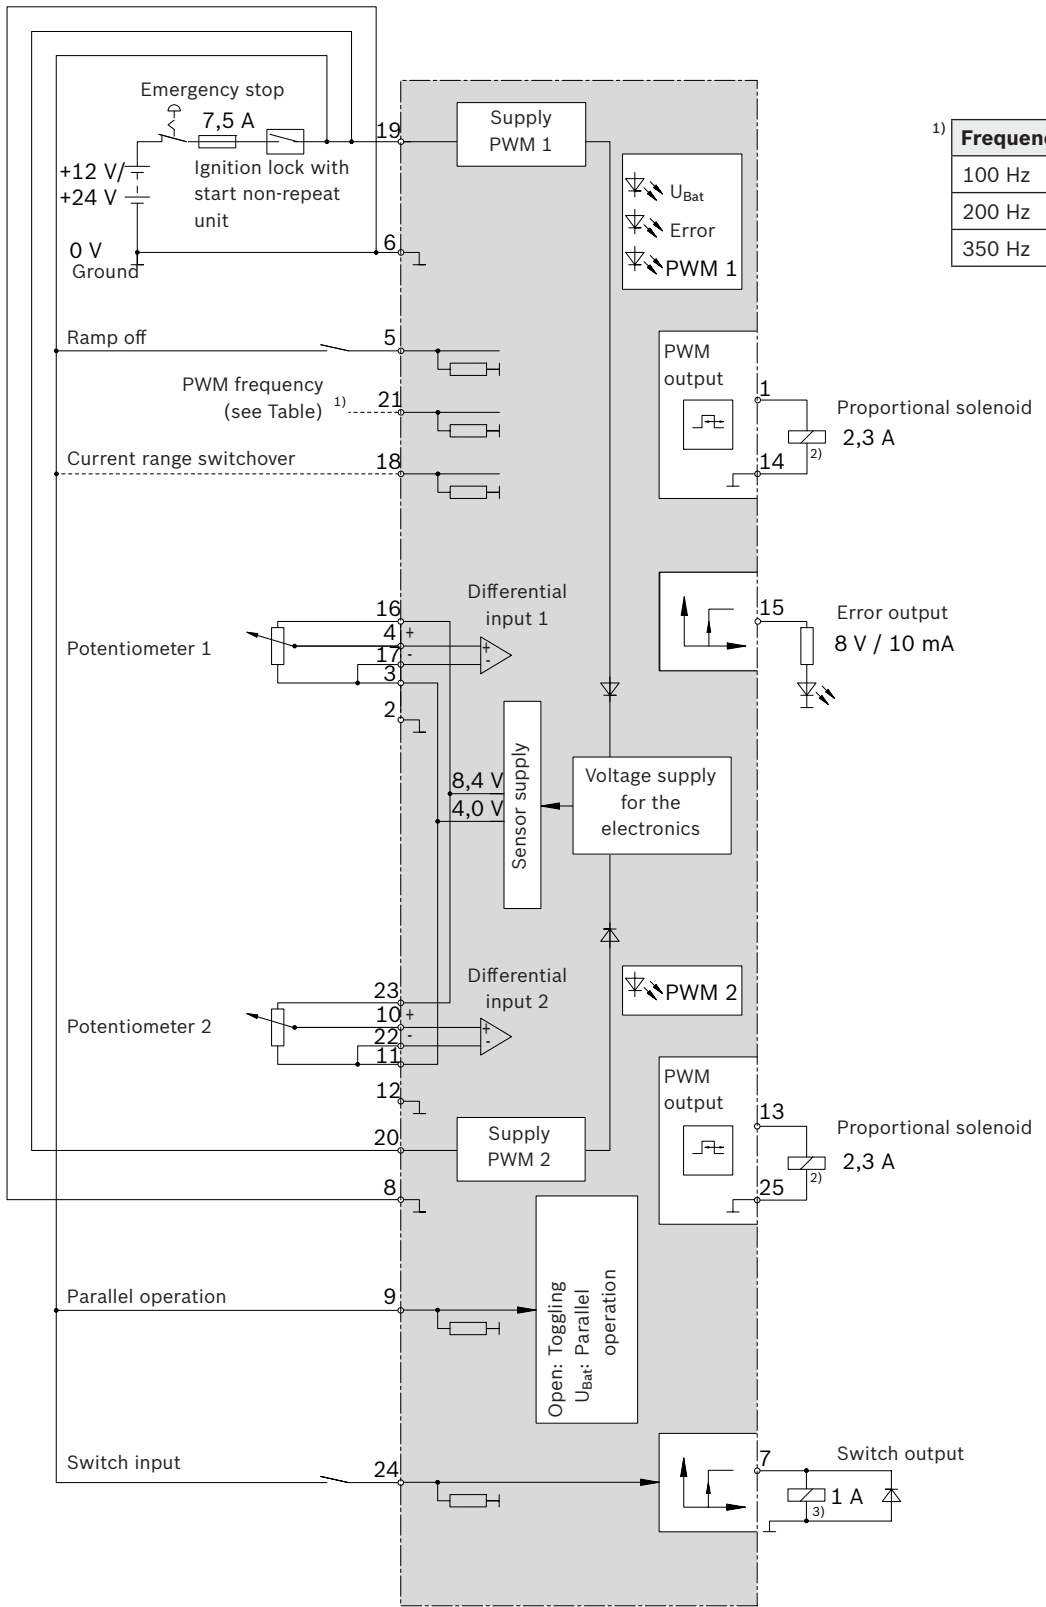 Emergency stop
7,5 A
19
Supply
PWM 1
+12 V/
+24 V
Ignition lock with
start non-repeat
unit
0 V
Ground
6
U_Bat
Error
PWM 1
1)
100 Hz
200 Hz
350 Hz
Ramp off
5
PWM frequency
(see Table) 1)
21
Current range switchover
18
PWM
output
1
Proportional solenoid
2,3 A
2)
14
Differential
input 1
Potentiometer 1
16
4
+
17
-
3
2
+
-
15
Error output
8 V / 10 mA
8,4 V
4,0 V
Sensor supply
Voltage supply
for the
electronics
Differential
input 2
Potentiometer 2
23
10
+
22
-
11
12
+
-
PWM 2
20
Supply
PWM 2
8
PWM
output
13
Proportional solenoid
2,3 A
2)
25
Parallel operation
9
Open: Toggling
U_Bat: Parallel
operation
Switch input
24
7
Switch output
1 A
3)